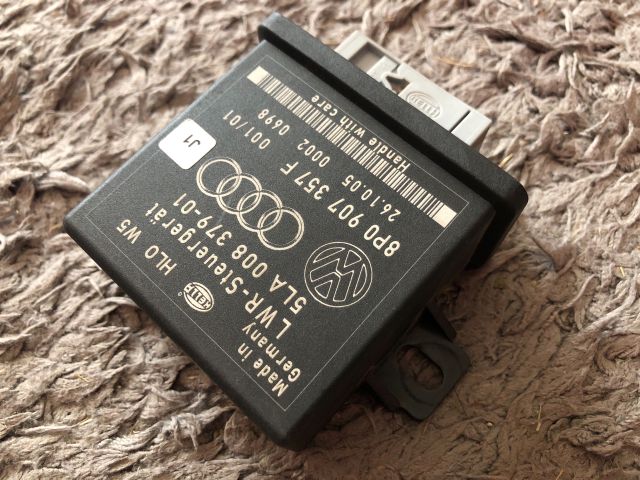 Handle with care
26.10.05 0002 0698
8P0 907 357 F 001/01
J1
LWR-Steuergerät
5LA 008 379-01
HLO W5
HELLA
Made in
Germany
HELLA